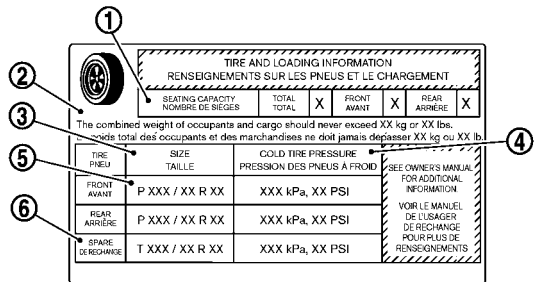 ①
②
③
④
⑤
⑥
TIRE AND LOADING INFORMATION
RENSEIGNEMENTS SUR LES PNEUS ET LE CHARGEMENT
SEATING CAPACITY
NOMBRE DE SIÈGES
TOTAL
TOTAL
X
FRONT
AVANT
X
REAR
ARRIÈRE
X
The combined weight of occupants and cargo should never exceed XX kg or XX lbs.
poids total des occupants et des marchandises ne doit jamais dépasser XX kg ou XX lb.
TIRE
PNEU
SIZE
TAILLE
COLD TIRE PRESSURE
PRESSION DES PNEUS À FROID
FRONT
AVANT
P XXX / XX R XX
XXX kPa, XX PSI
REAR
ARRIÈRE
P XXX / XX R XX
XXX kPa, XX PSI
SPARE
DE RECHANGE
T XXX / XX R XX
XXX kPa, XX PSI
SEE OWNER'S MANUAL
FOR ADDITIONAL
INFORMATION.
VOIR LE MANUEL
DE L'USAGER
DE RECHANGE
POUR PLUS DE
RENSEIGNEMENTS